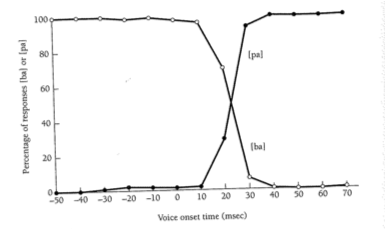 Percentage of responses [ba] or [pa]
100
80
60
40
20
0
[pa]
[ba]
–50 –40 –30 –20 –10 0 10 20 30 40 50 60 70
Voice onset time (msec)